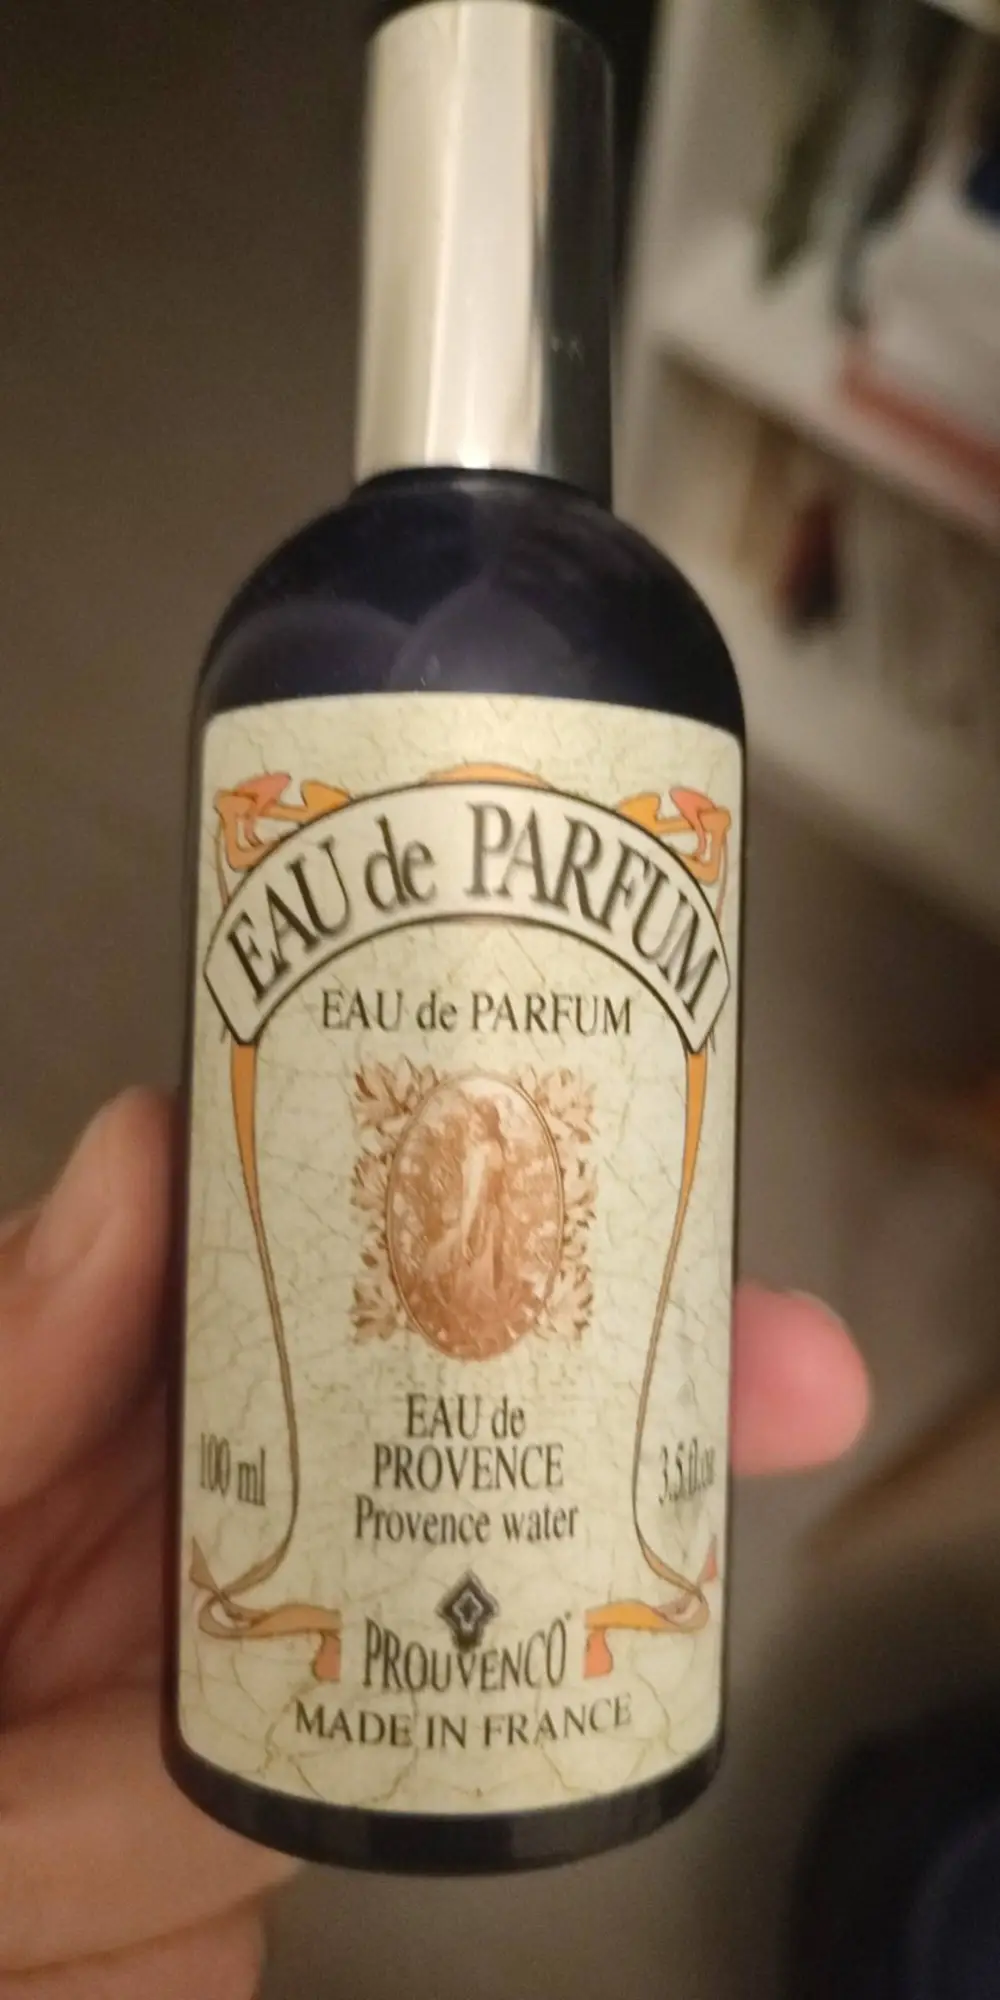 EAU de PARFUM
EAU de PARFUM
EAU de
PROVENCE
Provence water
100 ml
3.5 fl.oz
PROUVENCO
MADE IN FRANCE